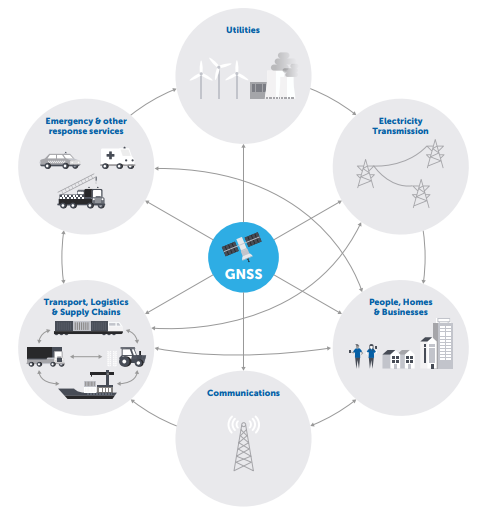 Utilities
Emergency & other
response services
Electricity
Transmission
GNSS
Transport, Logistics
& Supply Chains
People, Homes
& Businesses
Communications